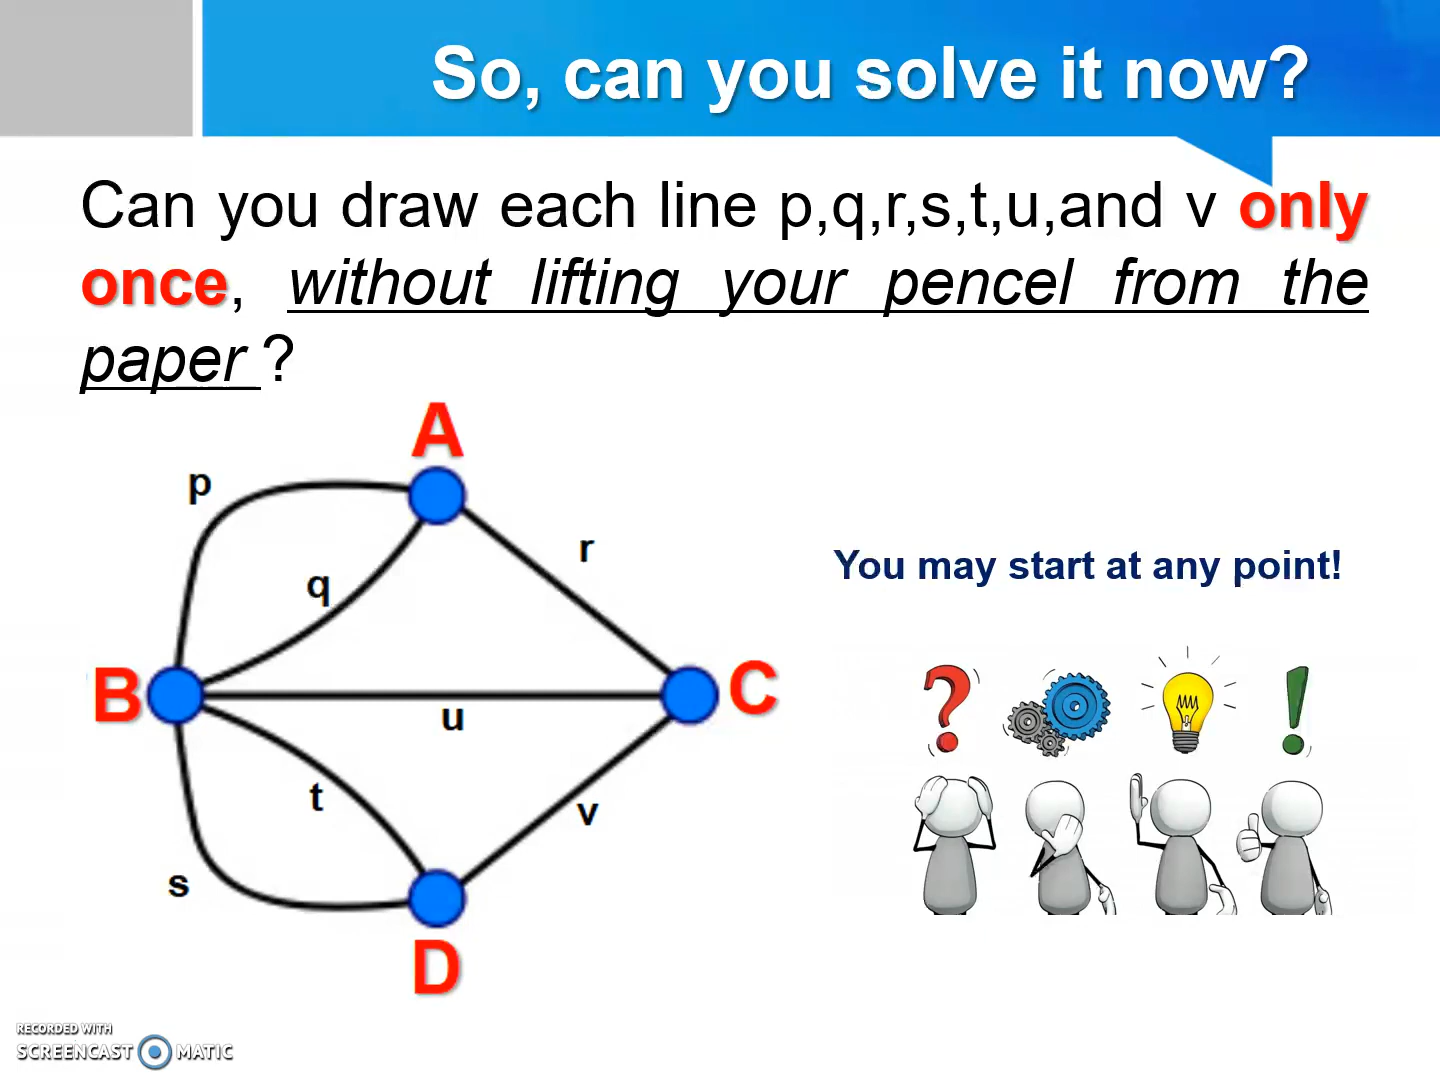 So, can you solve it now?
Can you draw each line p,q,r,s,t,u,and v only
once, without lifting your pencel from the
paper ?
A
p
r
You may start at any point!
q
B
C
u
t
v
s
D
RECORDED WITH
SCREENCAST MATIC